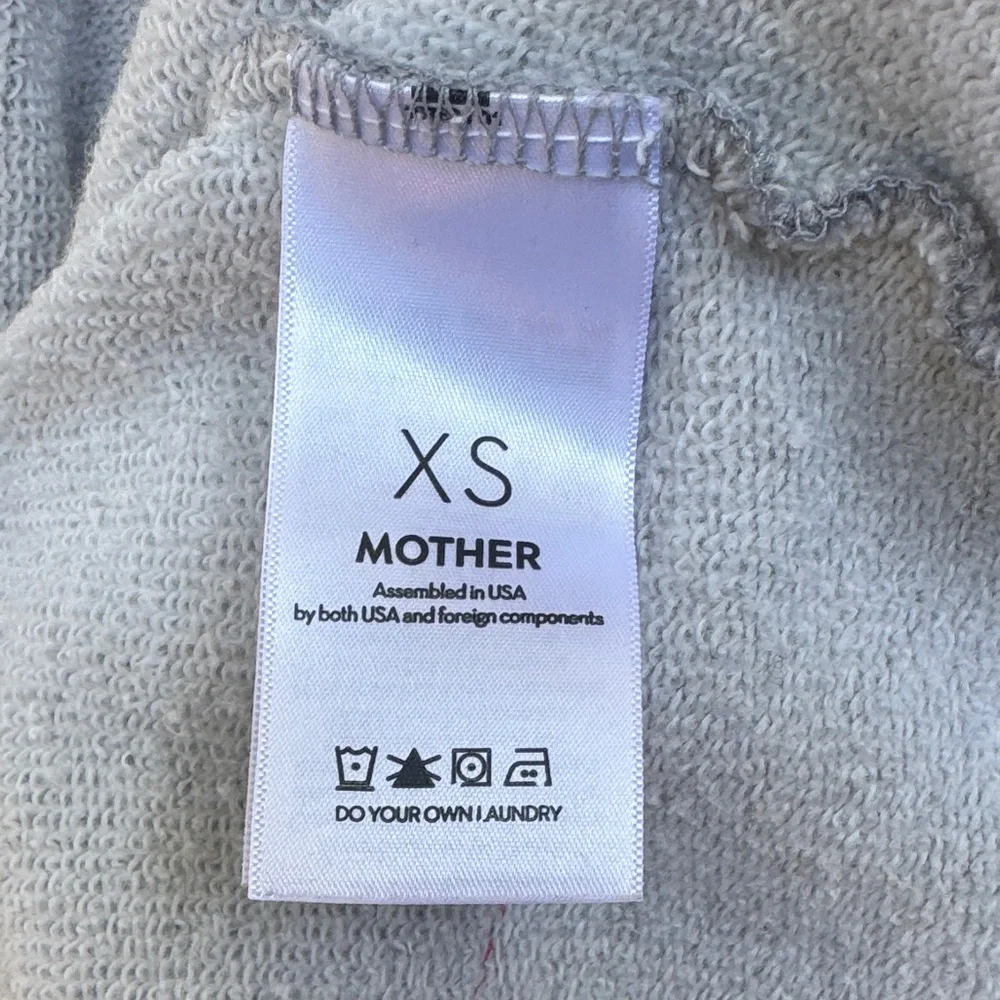 XS
MOTHER
Assembled in USA
by both USA and foreign components
DO YOUR OWN LAUNDRY